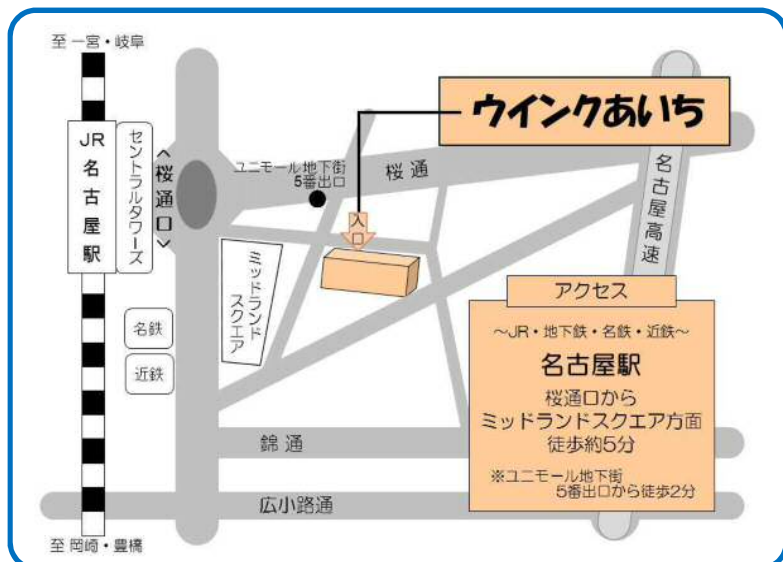 至 一宮・岐阜
JR名古屋駅
セントラルタワーズ
<桜通口>
ユニモール地下街
5番出口
桜通
ウインクあいち
名古屋高速
入口
ミッドランド
スクエア
名鉄
近鉄
アクセス
～JR・地下鉄・名鉄・近鉄～
名古屋駅
桜通口から
ミッドランドスクエア方面
徒歩約5分
※ユニモール地下街
5番出口から徒歩2分
錦通
広小路通
至 岡崎・豊橋